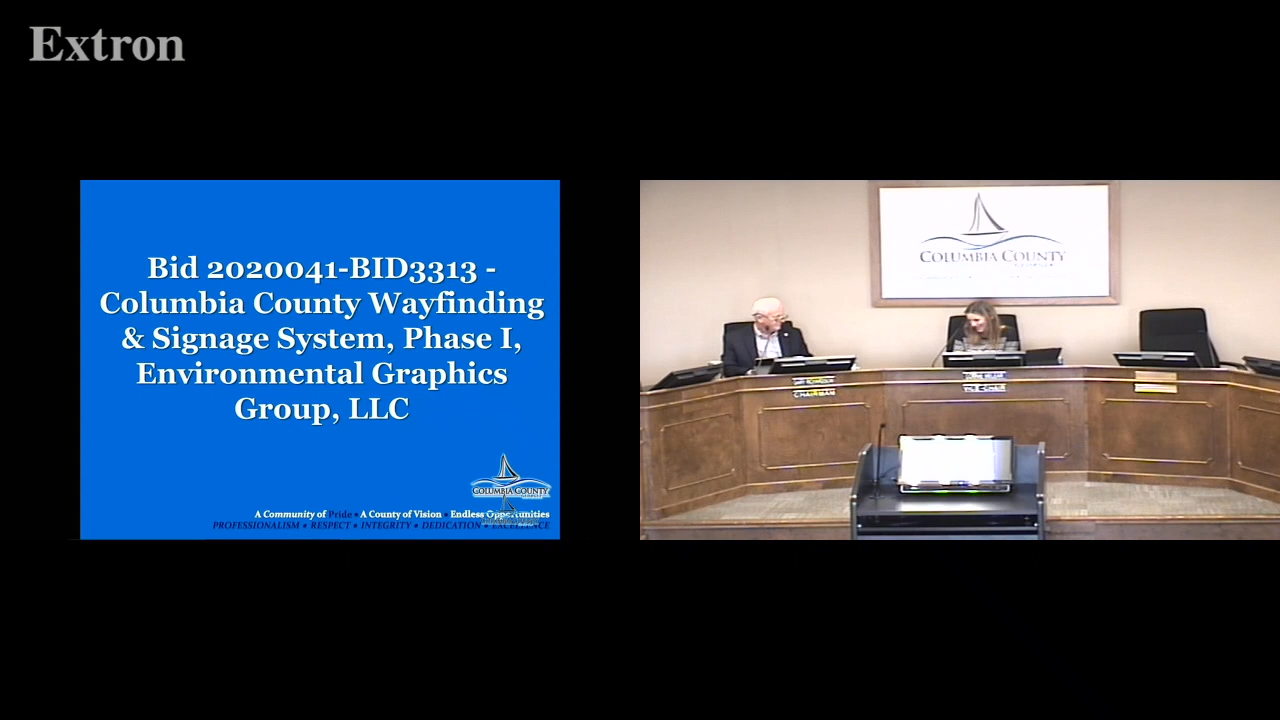 Extron
Bid 2020041-BID3313 -
Columbia County Wayfinding
& Signage System, Phase I,
Environmental Graphics
Group, LLC
COLUMBIA COUNTY
A Community of Pride • A County of Vision • Endless Opportunities
PROFESSIONALISM • RESPECT • INTEGRITY • DEDICATION • EXCELLENCE
COLUMBIA COUNTY
CHAIRMAN